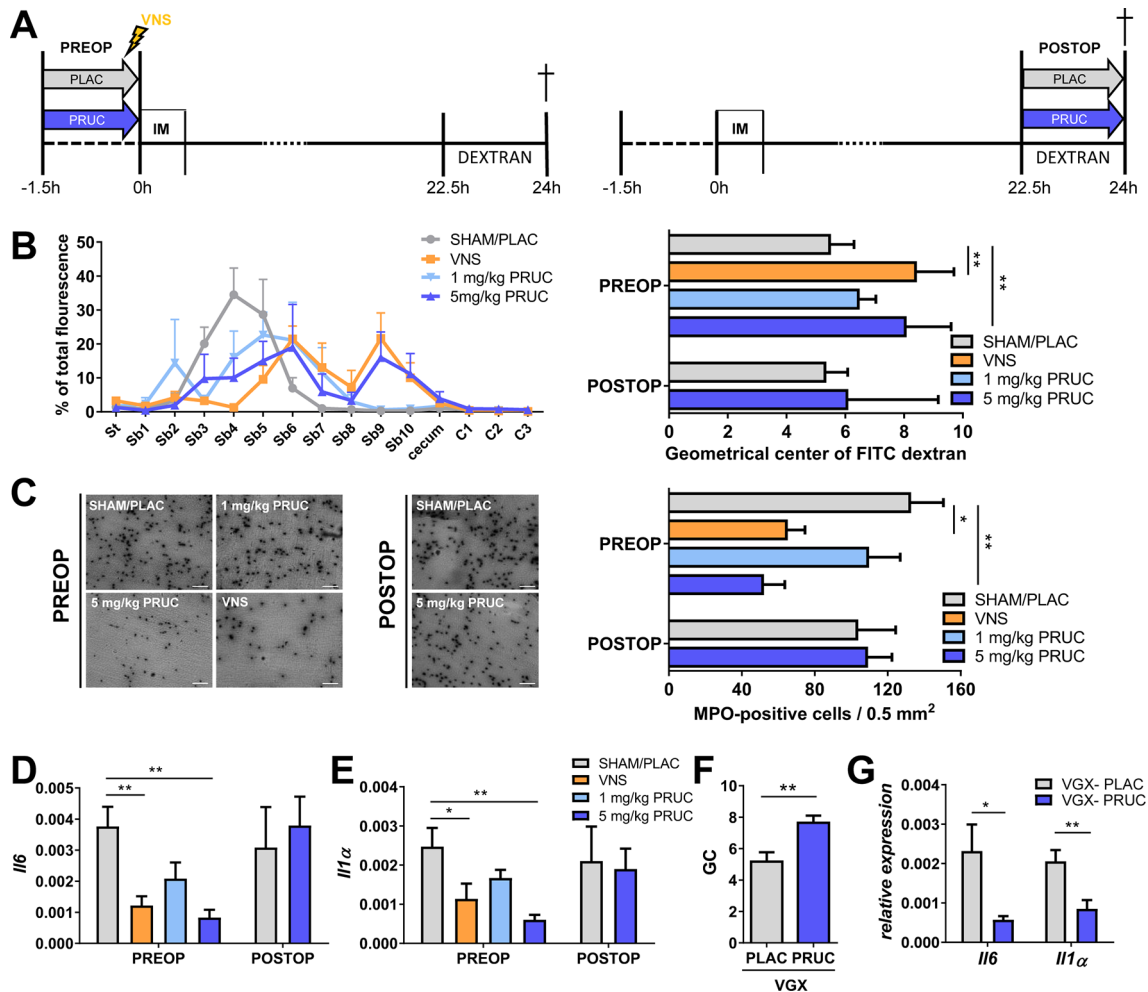 A
VNS
PREOP
PLAC
PRUC
IM
DEXTRAN
-1.5h
0h
22.5h
24h
POSTOP
PLAC
PRUC
IM
DEXTRAN
-1.5h
0h
22.5h
24h
B
% of total flourescence
50
40
30
20
10
0
St
Sb1
Sb2
Sb3
Sb4
Sb5
Sb6
Sb7
Sb8
Sb9
Sb10
cecum
C1
C2
C3
SHAM/PLAC
VNS
1 mg/kg PRUC
5mg/kg PRUC
PREOP
POSTOP
**
**
SHAM/PLAC
VNS
1 mg/kg PRUC
5 mg/kg PRUC
0 2 4 6 8 10
Geometrical center of FITC dextran
C
PREOP
SHAM/PLAC
1 mg/kg PRUC
5 mg/kg PRUC
VNS
POSTOP
SHAM/PLAC
5 mg/kg PRUC
PREOP
POSTOP
*
**
SHAM/PLAC
VNS
1 mg/kg PRUC
5 mg/kg PRUC
0 40 80 120 160
MPO-positive cells / 0.5 mm²
D
Il6
0.005
0.004
0.003
0.002
0.001
0.000
**
**
PREOP
POSTOP
E
Il1α
0.004
0.003
0.002
0.001
0.000
**
*
PREOP
POSTOP
SHAM/PLAC
VNS
1 mg/kg PRUC
5 mg/kg PRUC
F
GC
10
8
6
4
2
0
**
PLAC PRUC
VGX
G
relative expression
0.004
0.003
0.002
0.001
0.000
VGX- PLAC
VGX- PRUC
*
**
Il6
Il1α